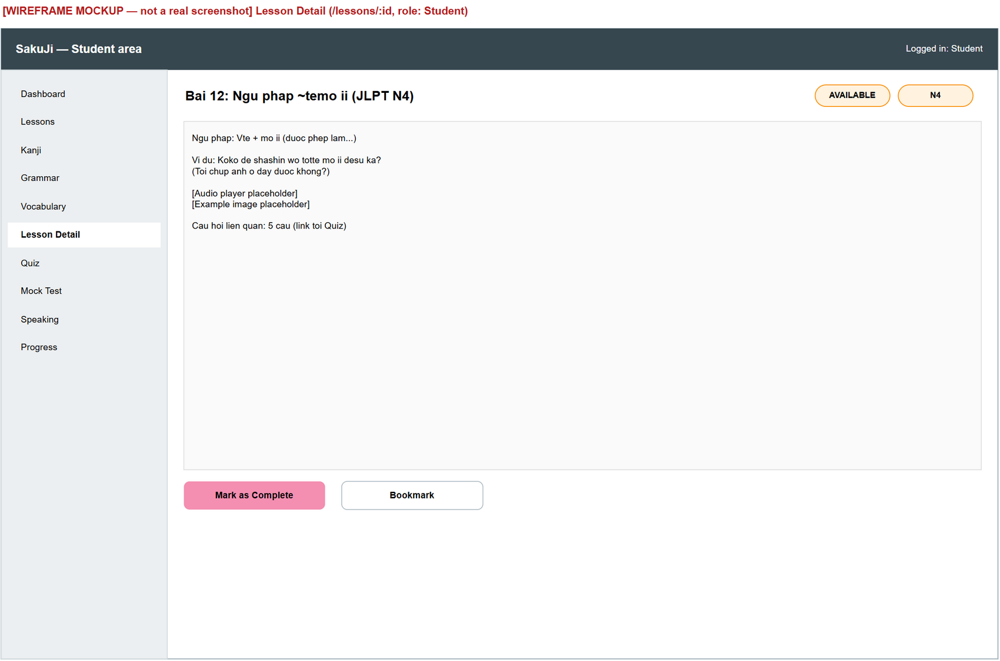 [WIREFRAME MOCKUP — not a real screenshot] Lesson Detail (/lessons/:id, role: Student)
SakuJi — Student area
Logged in: Student
Dashboard
Lessons
Kanji
Grammar
Vocabulary
Lesson Detail
Quiz
Mock Test
Speaking
Progress
Bai 12: Ngu phap ~temo ii (JLPT N4)
AVAILABLE
N4
Ngu phap: Vte + mo ii (duoc phep lam...)
Vi du: Koko de shashin wo totte mo ii desu ka?
(Toi chup anh o day duoc khong?)
[Audio player placeholder]
[Example image placeholder]
Cau hoi lien quan: 5 cau (link toi Quiz)
Mark as Complete
Bookmark